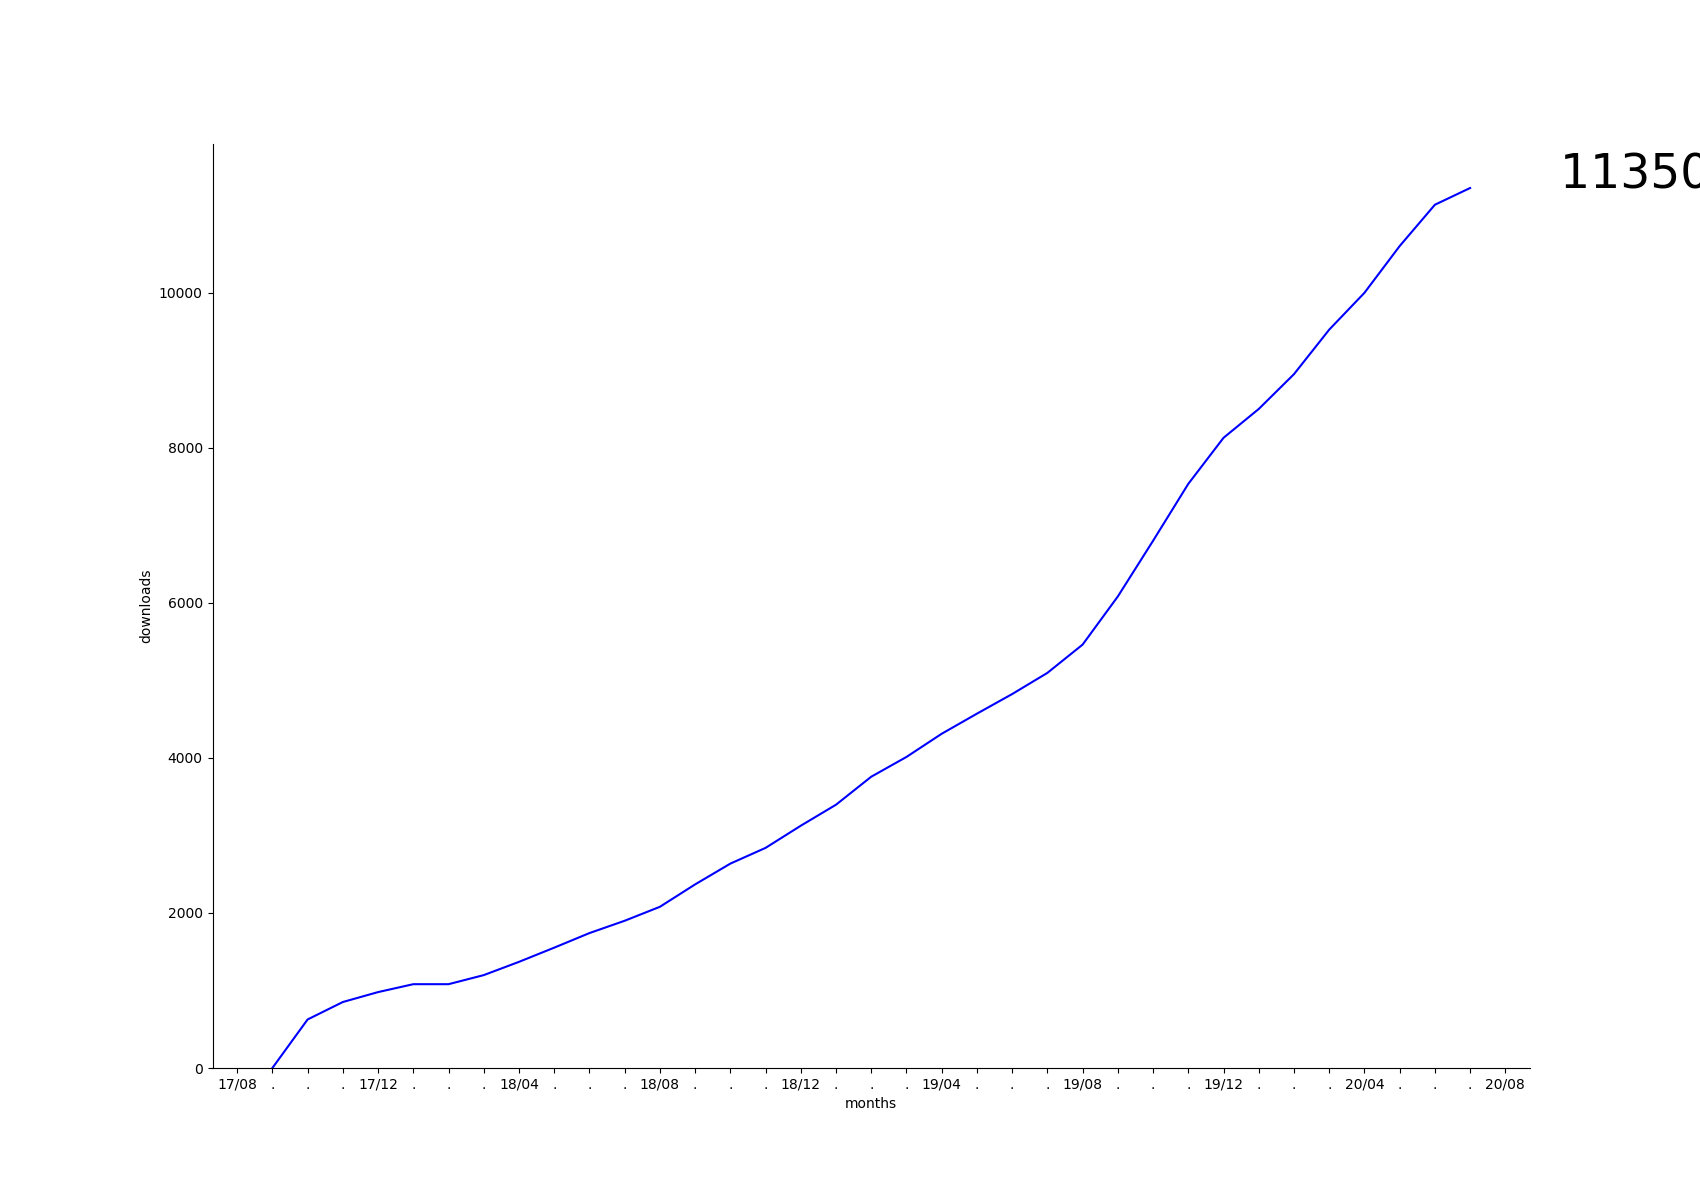 11350
10000
8000
6000
4000
2000
0
downloads
17/08 . . . 17/12 . . . 18/04 . . . 18/08 . . . 18/12 . . . 19/04 . . . 19/08 . . . 19/12 . . . 20/04 . . . 20/08
months